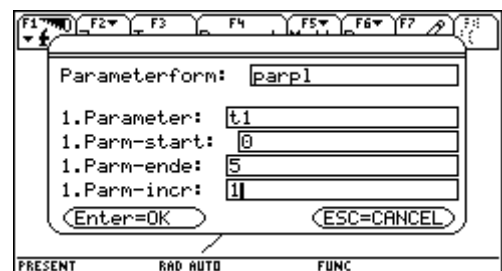 F1 F2 F3 F4 F5 F6 F7
Parameterform: parpl
1.Parameter: t1
1.Parm-start: 0
1.Parm-ende: 5
1.Parm-incr: 1
Enter=OK ESC=CANCEL
PRESENT RAD AUTO FUNC